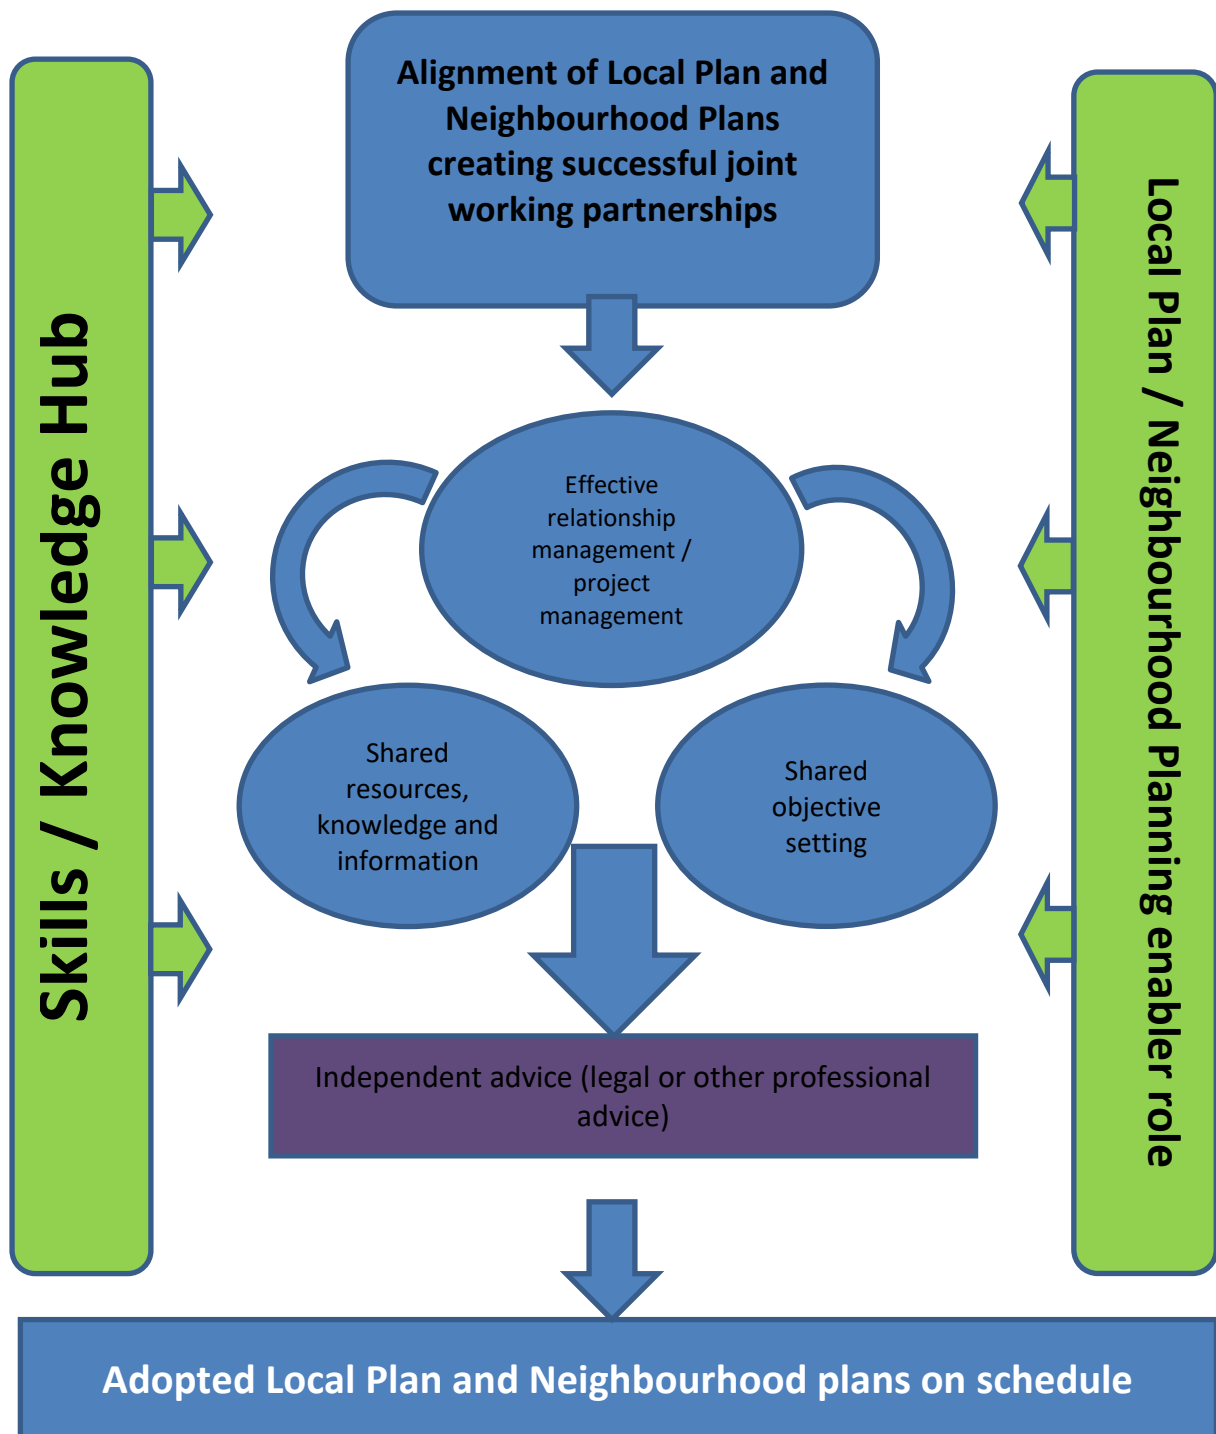 Alignment of Local Plan and
Neighbourhood Plans
creating successful joint
working partnerships
Skills / Knowledge Hub
Local Plan / Neighbourhood Planning enabler role
Effective
relationship
management /
project
management
Shared
resources,
knowledge and
information
Shared
objective
setting
Independent advice (legal or other professional
advice)
Adopted Local Plan and Neighbourhood plans on schedule